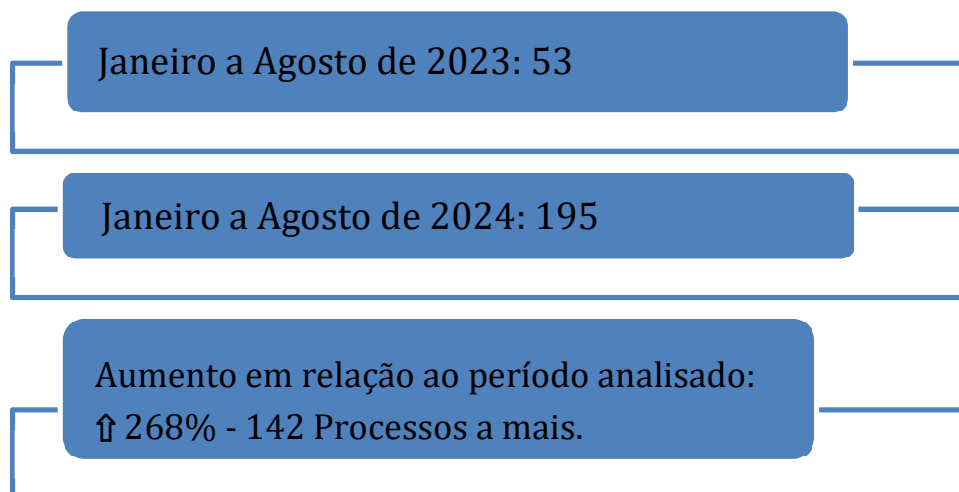 Janeiro a Agosto de 2023: 53
Janeiro a Agosto de 2024: 195
Aumento em relação ao período analisado:
⇧ 268% - 142 Processos a mais.